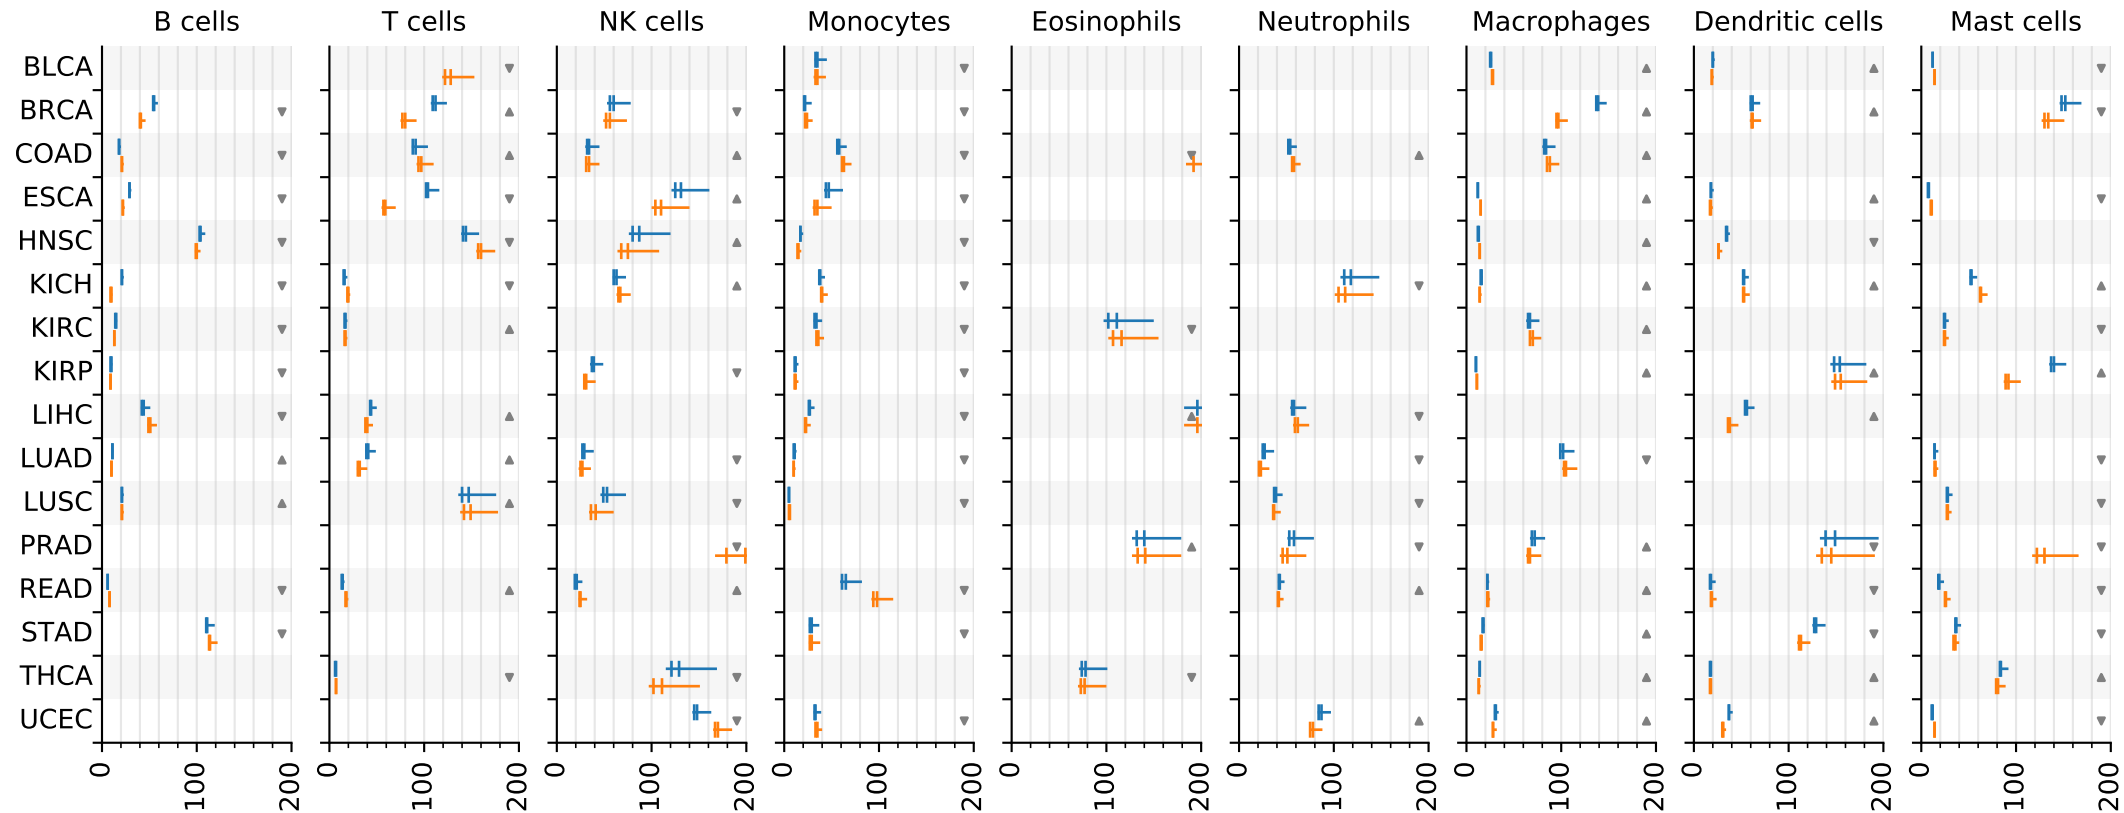 B cells T cells NK cells Monocytes Eosinophils Neutrophils Macrophages Dendritic cells Mast cells
BLCA
BRCA
COAD
ESCA
HNSC
KICH
KIRC
KIRP
LIHC
LUAD
LUSC
PRAD
READ
STAD
THCA
UCEC
0 100 200 0 100 200 0 100 200 0 100 200 0 100 200 0 100 200 0 100 200 0 100 200 0 100 200